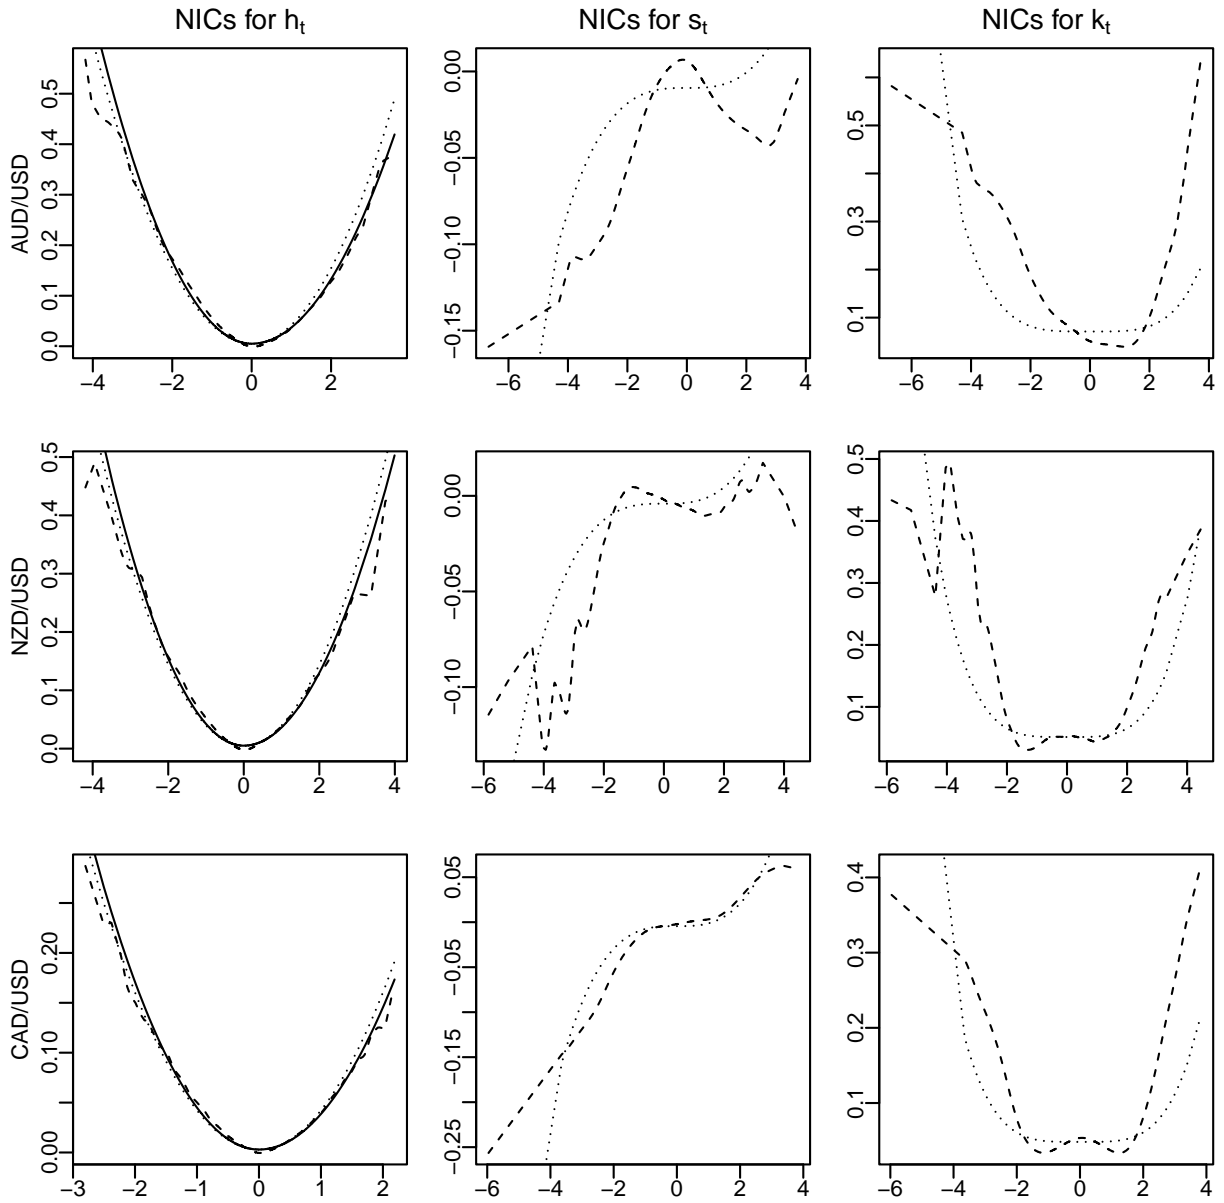 NICs for hₜ NICs for sₜ NICs for kₜ
AUD/USD
0.0 0.1 0.2 0.3 0.4 0.5
−0.15 −0.10 −0.05 0.00
0.1 0.3 0.5
−4 −2 0 2
−6 −4 −2 0 2 4
−6 −4 −2 0 2 4
NZD/USD
0.0 0.1 0.2 0.3 0.4 0.5
−0.10 −0.05 0.00
0.1 0.2 0.3 0.4 0.5
−4 −2 0 2 4
−6 −4 −2 0 2 4
−6 −4 −2 0 2 4
CAD/USD
0.00 0.10 0.20
−0.25 −0.15 −0.05 0.05
0.1 0.2 0.3 0.4
−3 −2 −1 0 1 2
−6 −4 −2 0 2 4
−6 −4 −2 0 2 4